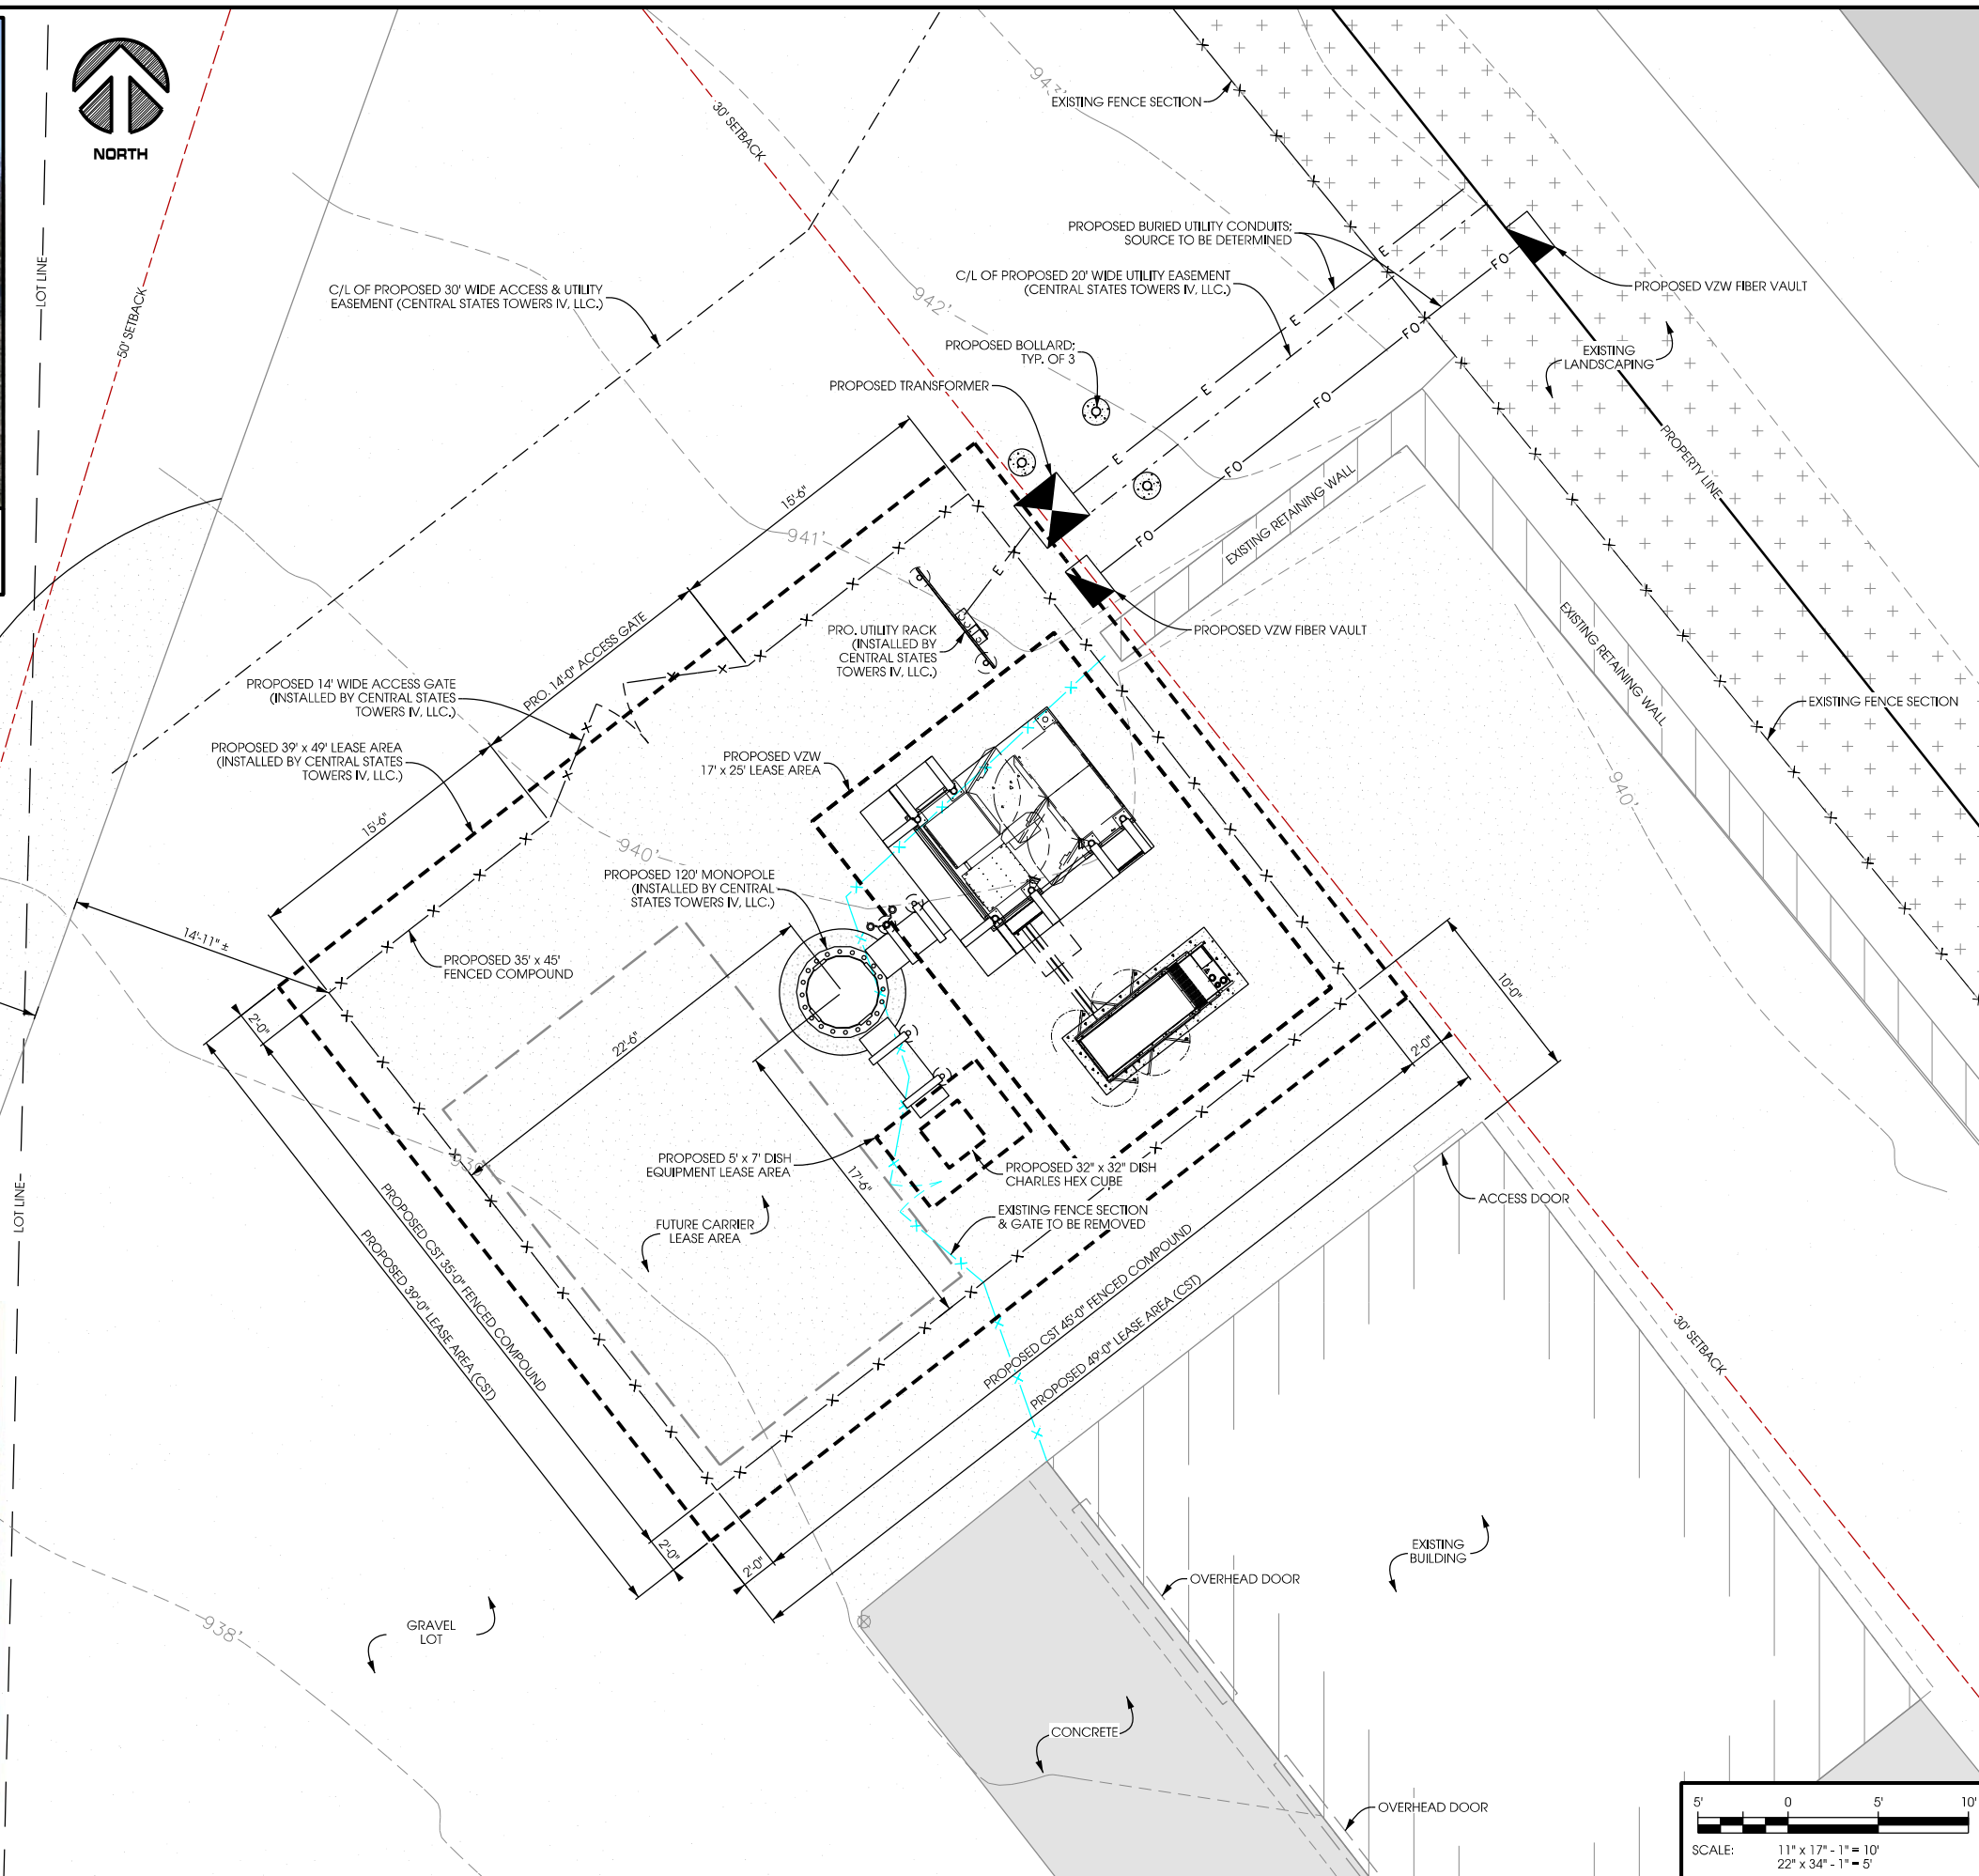 NORTH
LOT LINE
50' SETBACK
30' SETBACK
943'
EXISTING FENCE SECTION
PROPOSED BURIED UTILITY CONDUITS;
SOURCE TO BE DETERMINED
C/L OF PROPOSED 20' WIDE UTILITY EASEMENT
(CENTRAL STATES TOWERS IV, LLC.)
C/L OF PROPOSED 30' WIDE ACCESS & UTILITY
EASEMENT (CENTRAL STATES TOWERS IV, LLC.)
942'
PROPOSED VZW FIBER VAULT
PROPOSED BOLLARD;
TYP. OF 3
PROPOSED TRANSFORMER
EXISTING
LANDSCAPING
E
E
E
E
E
FO
FO
FO
FO
FO
PROPERTY LINE
15'-6"
941'
EXISTING RETAINING WALL
EXISTING RETAINING WALL
PRO. UTILITY RACK
(INSTALLED BY
CENTRAL STATES
TOWERS IV, LLC.)
PROPOSED VZW FIBER VAULT
PRO. 14'-0" ACCESS GATE
PROPOSED 14' WIDE ACCESS GATE
(INSTALLED BY CENTRAL STATES
TOWERS IV, LLC.)
EXISTING FENCE SECTION
PROPOSED 39' x 49' LEASE AREA
(INSTALLED BY CENTRAL STATES
TOWERS IV, LLC.)
PROPOSED VZW
17' x 25' LEASE AREA
940'
15'-6"
940'
PROPOSED 120' MONOPOLE
(INSTALLED BY CENTRAL
STATES TOWERS IV, LLC.)
14'-11" ±
PROPOSED 35' x 45'
FENCED COMPOUND
10'-0"
2'-0"
22'-6"
2'-0"
PROPOSED 5' x 7' DISH
EQUIPMENT LEASE AREA
17'-6"
PROPOSED 32" x 32" DISH
CHARLES HEX CUBE
ACCESS DOOR
LOT LINE
FUTURE CARRIER
LEASE AREA
EXISTING FENCE SECTION
& GATE TO BE REMOVED
PROPOSED CST 35'-0" FENCED COMPOUND
PROPOSED 39'-0" LEASE AREA (CST)
PROPOSED CST 45'-0" FENCED COMPOUND
PROPOSED 49'-0" LEASE AREA (CST)
30' SETBACK
2'-0"
2'-0"
EXISTING
BUILDING
OVERHEAD DOOR
GRAVEL
LOT
938'
CONCRETE
OVERHEAD DOOR
5' 0 5' 10'
SCALE: 11" x 17" - 1" = 10'
22" x 34" - 1" = 5'